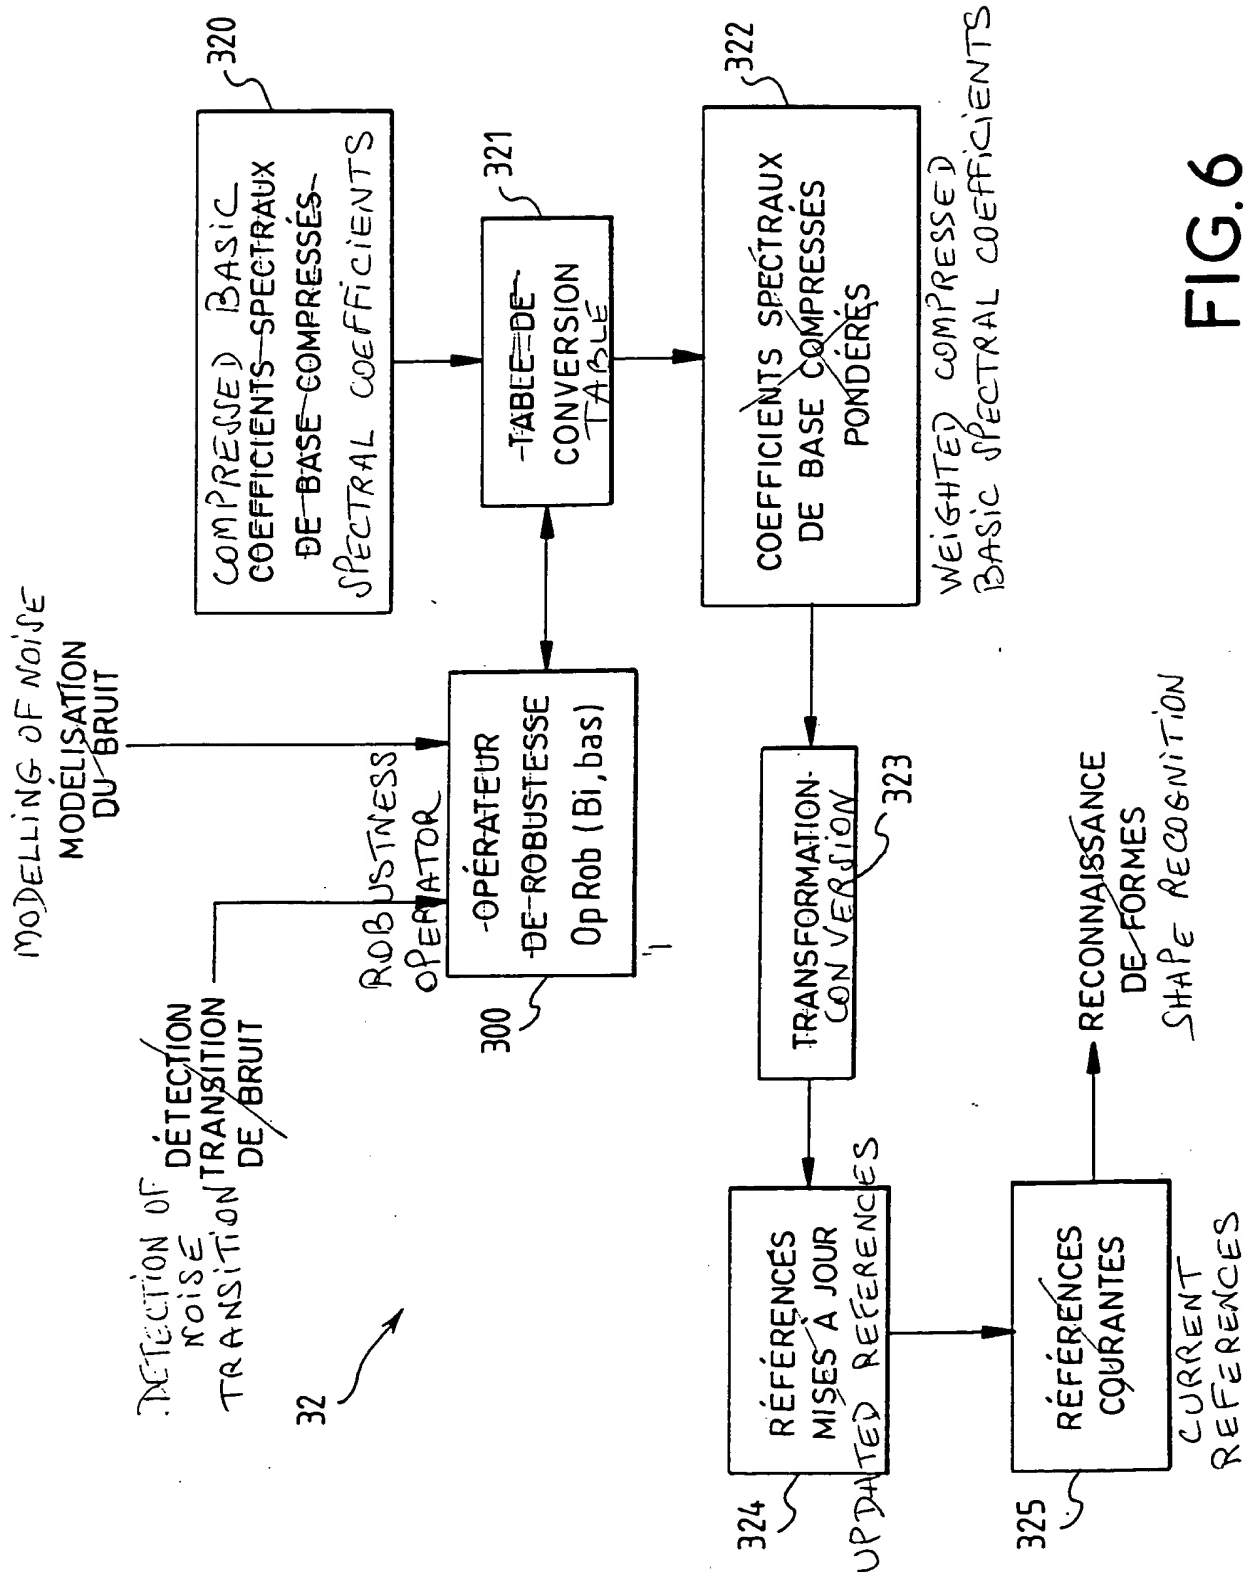 MODELLING OF NOISE
MODÉLISATION
DU BRUIT
DETECTION OF
NOISE
TRANSITION
DÉTECTION
TRANSITION
DE BRUIT
32
320
COMPRESSED BASIC
COEFFICIENTS SPECTRAUX
DE BASE COMPRESSÉS
SPECTRAL COEFFICIENTS
ROBUSTNESS
OPERATOR
OPÉRATEUR
DE ROBUSTESSE
OpRob (Bi, bas)
300
321
TABLE DE
CONVERSION
TABLE
322
COEFFICIENTS SPECTRAUX
DE BASE COMPRESSÉS
PONDÉRÉS
WEIGHTED COMPRESSED
BASIC SPECTRAL COEFFICIENTS
TRANSFORMATION
CONVERSION
323
RÉFÉRENCES
MISES À JOUR
UPDATED REFERENCES
324
RÉFÉRENCES
COURANTES
CURRENT
REFERENCES
325
RECONNAISSANCE
DE FORMES
SHAPE RECOGNITION
FIG.6